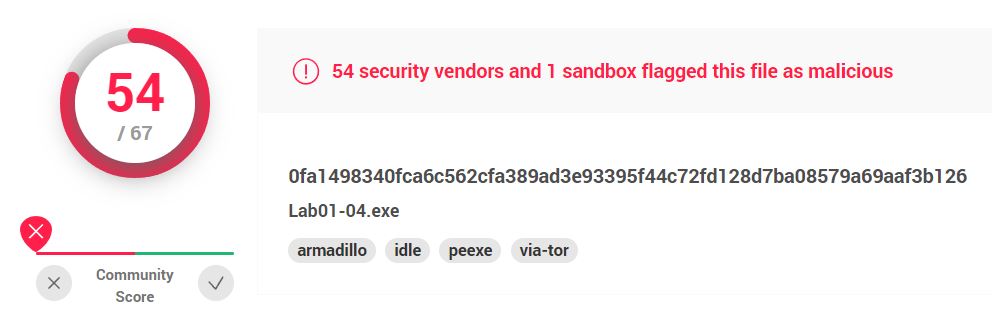 54
/ 67
Community
Score
54 security vendors and 1 sandbox flagged this file as malicious
0fa1498340fca6c562cfa389ad3e93395f44c72fd128d7ba08579a69aaf3b126
Lab01-04.exe
armadillo idle peexe via-tor